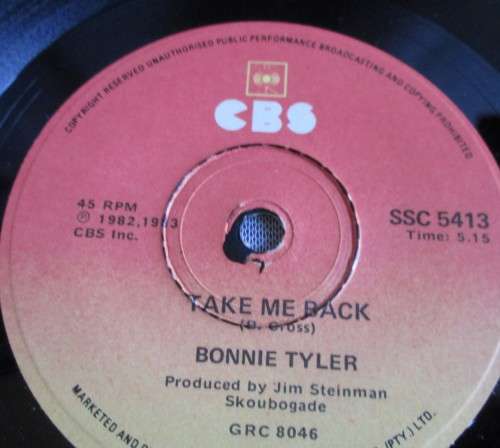 COPYRIGHT RESERVED UNAUTHORISED PUBLIC PERFORMANCE BROADCASTING AND COPYING PROHIBITED
CBS
45 RPM
℗ 1982,1983
CBS Inc.
SSC 5413
Time: 5.15
TAKE ME BACK
(B. Cross)
BONNIE TYLER
Produced by Jim Steinman
Skoubogade
GRC 8046
MARKETED AND
(PTY.) LTD.